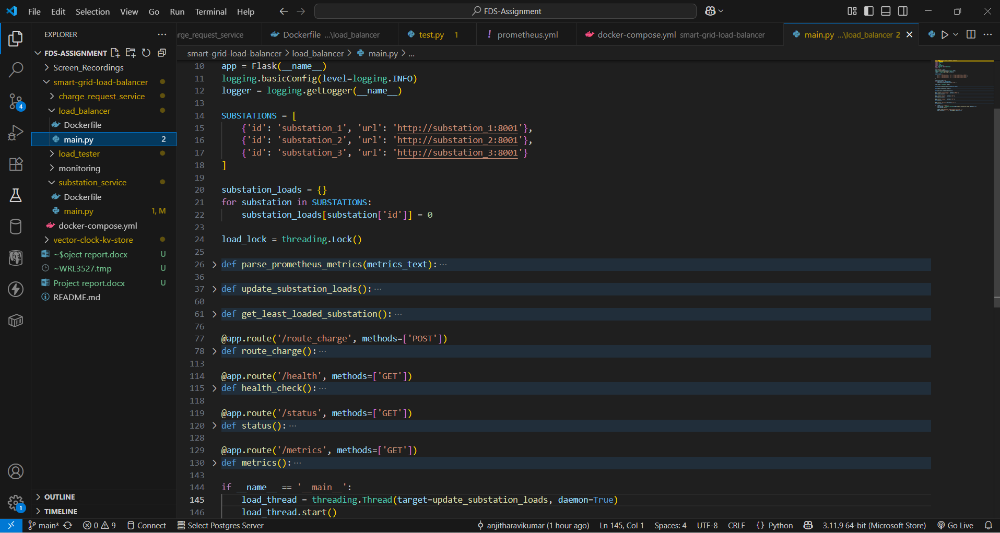 File Edit Selection View Go Run Terminal Help
FDS-Assignment
EXPLORER
FDS-ASSIGNMENT
Screen_Recordings
smart-grid-load-balancer
charge_request_service
load_balancer
Dockerfile
main.py 2
load_tester
monitoring
substation_service
Dockerfile
main.py 1, M
docker-compose.yml
vector-clock-kv-store
~$oject report.docx U
~WRL3527.tmp U
Project report.docx U
README.md
OUTLINE
TIMELINE
4
1
rge_request_service
Dockerfile ...\load_balancer
test.py 1
! prometheus.yml
docker-compose.yml smart-grid-load-balancer
main.py ...\load_balancer 2
smart-grid-load-balancer > load_balancer > main.py > ...
10 app = Flask(__name__)
11 logging.basicConfig(level=logging.INFO)
12 logger = logging.getLogger(__name__)
13
14 SUBSTATIONS = [
15 {'id': 'substation_1', 'url': 'http://substation_1:8001'},
16 {'id': 'substation_2', 'url': 'http://substation_2:8001'},
17 {'id': 'substation_3', 'url': 'http://substation_3:8001'}
18 ]
19
20 substation_loads = {}
21 for substation in SUBSTATIONS:
22 substation_loads[substation['id']] = 0
23
24 load_lock = threading.Lock()
25
26 def parse_prometheus_metrics(metrics_text):···
36
37 def update_substation_loads():···
60
61 def get_least_loaded_substation():···
76
77 @app.route('/route_charge', methods=['POST'])
78 def route_charge():···
113
114 @app.route('/health', methods=['GET'])
115 def health_check():···
118
119 @app.route('/status', methods=['GET'])
120 def status():···
128
129 @app.route('/metrics', methods=['GET'])
130 def metrics():···
143
144 if __name__ == '__main__':
145 load_thread = threading.Thread(target=update_substation_loads, daemon=True)
146 load_thread.start()
main* 0 9 Connect Select Postgres Server anjitharavikumar (1 hour ago) Ln 145, Col 1 Spaces: 4 UTF-8 CRLF {} Python 3.11.9 64-bit (Microsoft Store) Go Live